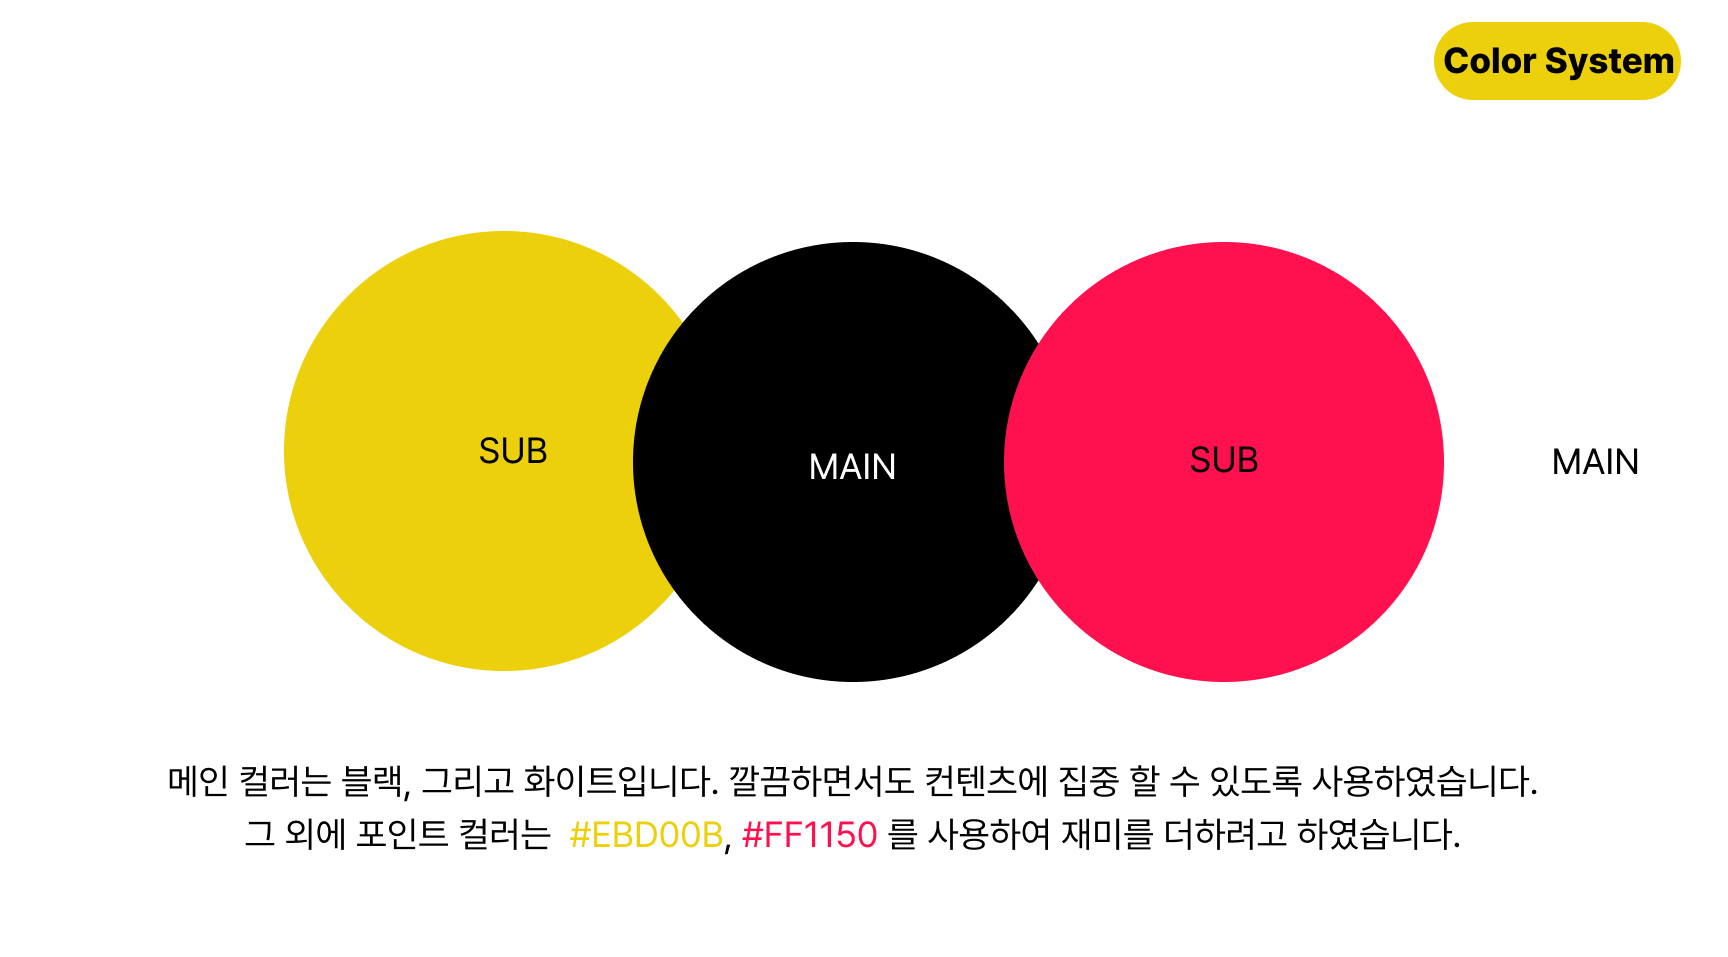 Color System
SUB
MAIN
SUB
MAIN
메인 컬러는 블랙, 그리고 화이트입니다. 깔끔하면서도 컨텐츠에 집중 할 수 있도록 사용하였습니다.
그 외에 포인트 컬러는 #EBD00B, #FF1150 를 사용하여 재미를 더하려고 하였습니다.